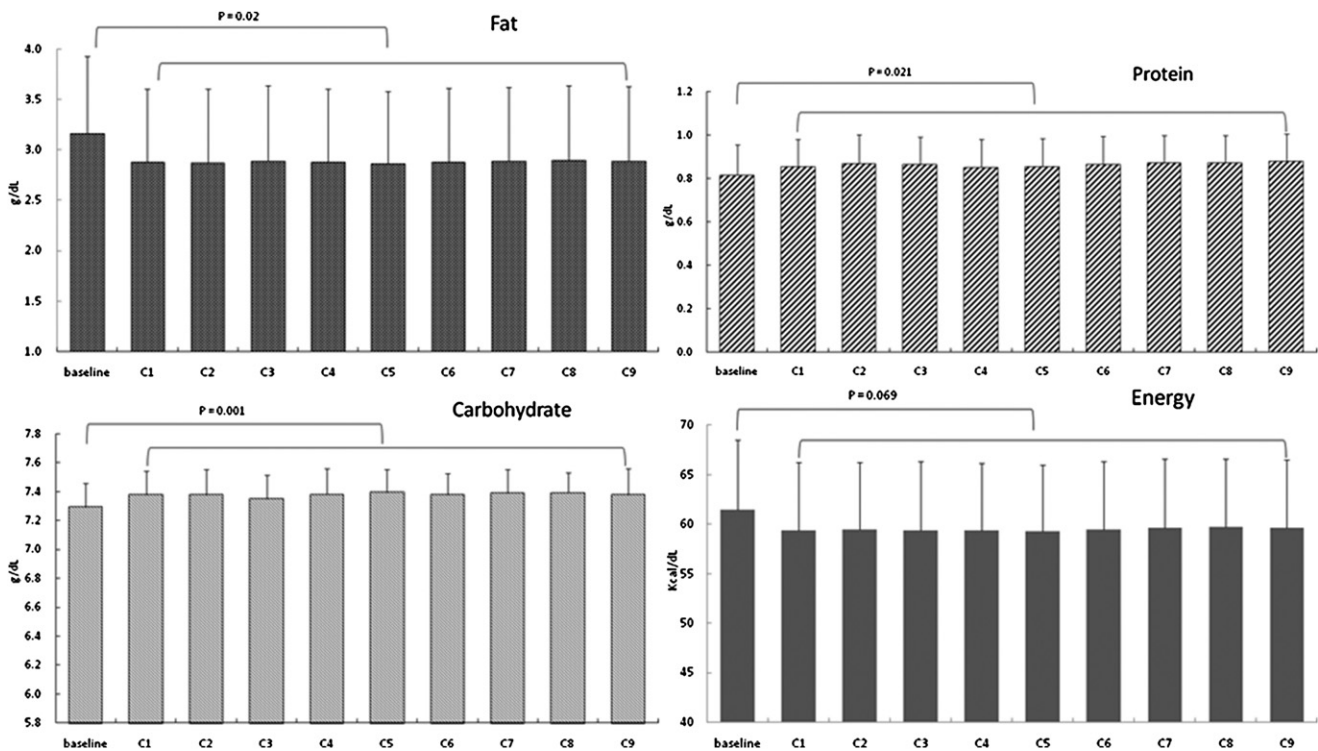 Fat
P = 0.02
4.0
3.5
3.0
2.5
2.0
1.5
1.0
g/dL
baseline C1 C2 C3 C4 C5 C6 C7 C8 C9
Protein
P = 0.021
1.2
1.0
0.8
0.6
0.4
0.2
0.0
g/dL
baseline C1 C2 C3 C4 C5 C6 C7 C8 C9
Carbohydrate
P = 0.001
7.8
7.6
7.4
7.2
7.0
6.8
6.6
6.4
6.2
6.0
5.8
g/dL
baseline C1 C2 C3 C4 C5 C6 C7 C8 C9
Energy
P = 0.069
70
65
60
55
50
45
40
Kcal/dL
baseline C1 C2 C3 C4 C5 C6 C7 C8 C9